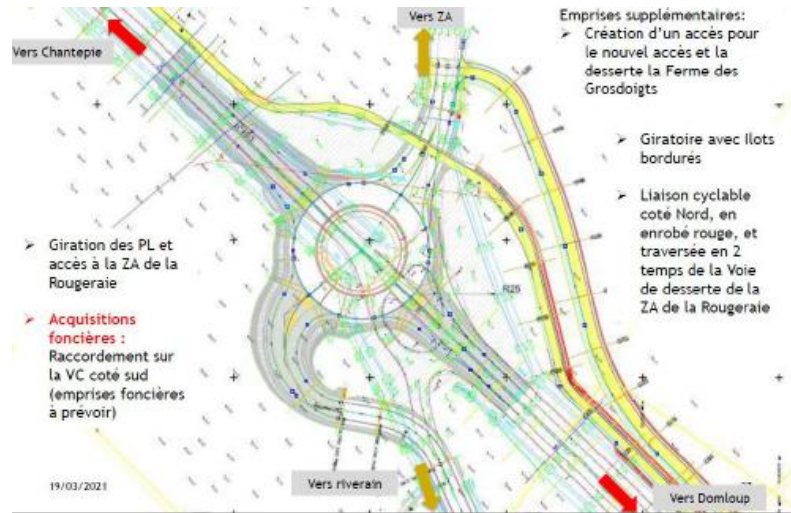 Vers ZA
Vers Chantepie
Emprises supplémentaires:
➢ Création d'un accès pour
le nouvel accès et la
desserte la Ferme des
Grosdoigts
➢ Giratoire avec Ilots
bordurés
➢ Liaison cyclable
coté Nord, en
enrobé rouge, et
traversée en 2
temps de la Voie
de desserte de la
ZA de la Rougeraie
➢ Giration des PL et
accès à la ZA de la
Rougeraie
➢ Acquisitions
foncières :
Raccordement sur
la VC coté sud
(emprises foncières
à prévoir)
R25
19/03/2021
Vers riverain
Vers Domloup